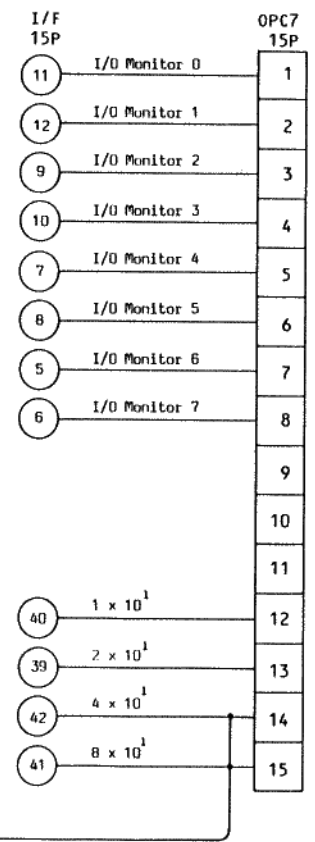 I/F OPC7
15P 15P
11 I/O Monitor 0 1
12 I/O Monitor 1 2
9 I/O Monitor 2 3
10 I/O Monitor 3 4
7 I/O Monitor 4 5
8 I/O Monitor 5 6
5 I/O Monitor 6 7
6 I/O Monitor 7 8
9
10
11
40 1 × 10¹ 12
39 2 × 10¹ 13
42 4 × 10¹ 14
41 8 × 10¹ 15